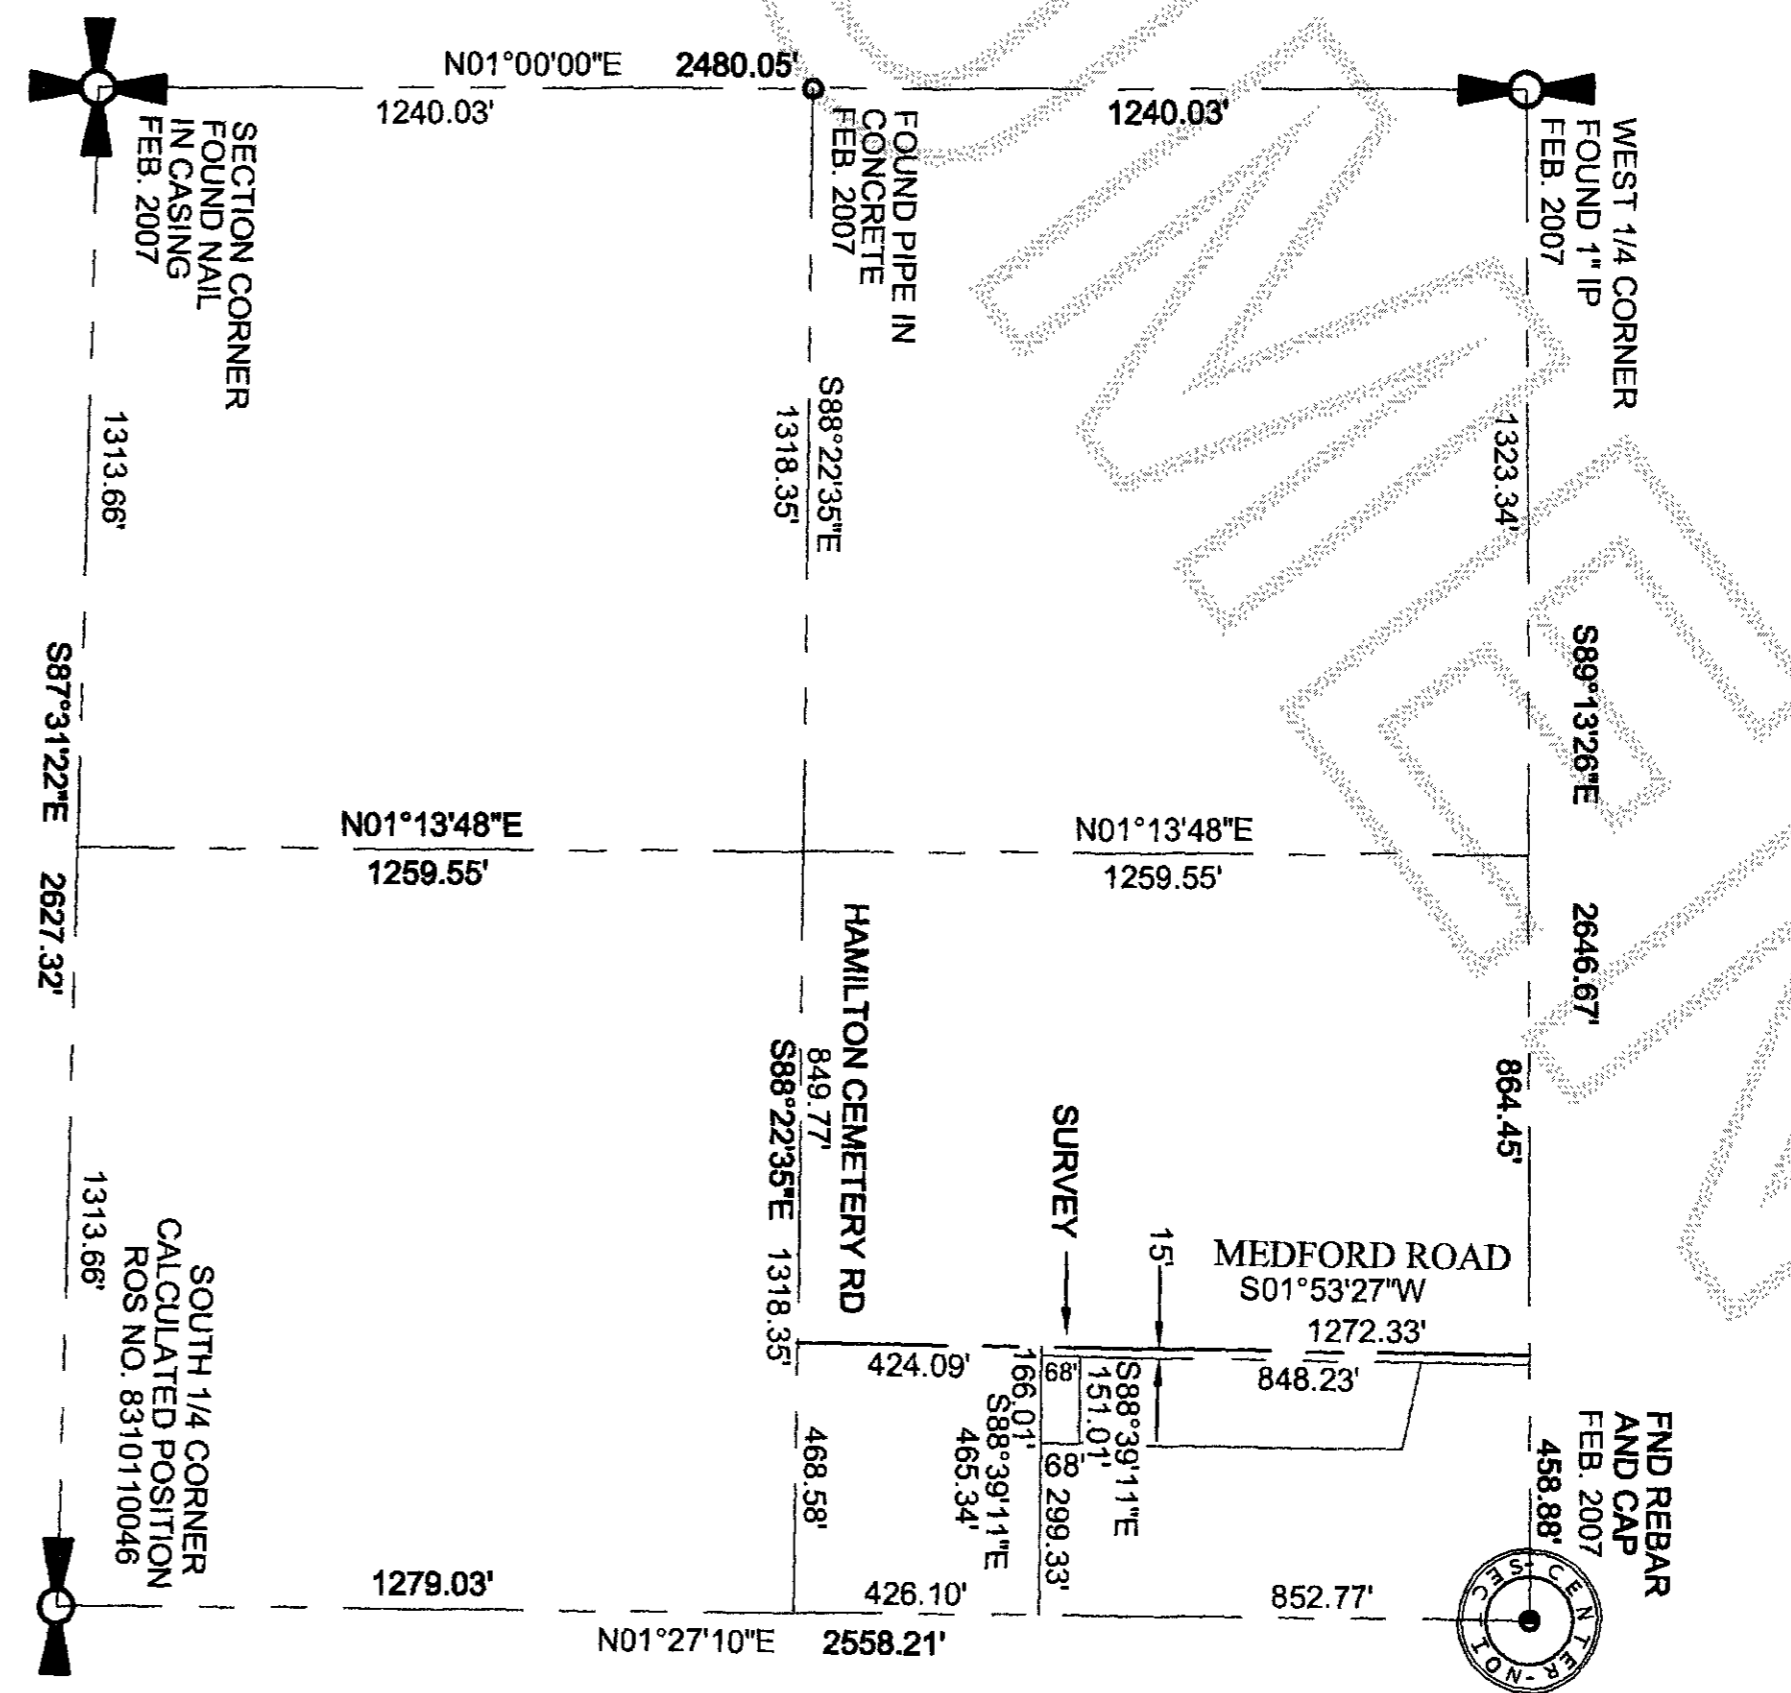 N01°00'00"E 2480.05'
1240.03'
1240.03'
SECTION CORNER
FOUND NAIL
IN CASING
FEB. 2007
FOUND PIPE IN
CONCRETE
FEB. 2007
WEST 1/4 CORNER
FOUND 1" IP
FEB. 2007
1313.66'
S88°22'35"E
1318.35'
1323.34'
S87°31'22"E 2627.32'
S89°13'26"E 2646.67'
N01°13'48"E
1259.55'
N01°13'48"E
1259.55'
HAMILTON CEMETERY RD
849.77'
S88°22'35"E 1318.35'
864.45'
SURVEY
15'
MEDFORD ROAD
S01°53'27"W
1272.33'
424.09'
848.23'
1313.66'
SOUTH 1/4 CORNER
CALCULATED POSITION
ROS NO. 8310110046
468.58'
166.01'
68'
S88°39'11"E
151.01'
68'
299.33'
S88°39'11"E
465.34'
458.88'
FND REBAR
AND CAP
FEB. 2007
1279.03'
426.10'
852.77'
N01°27'10"E 2558.21'
CENTER-
SEC-
TION-